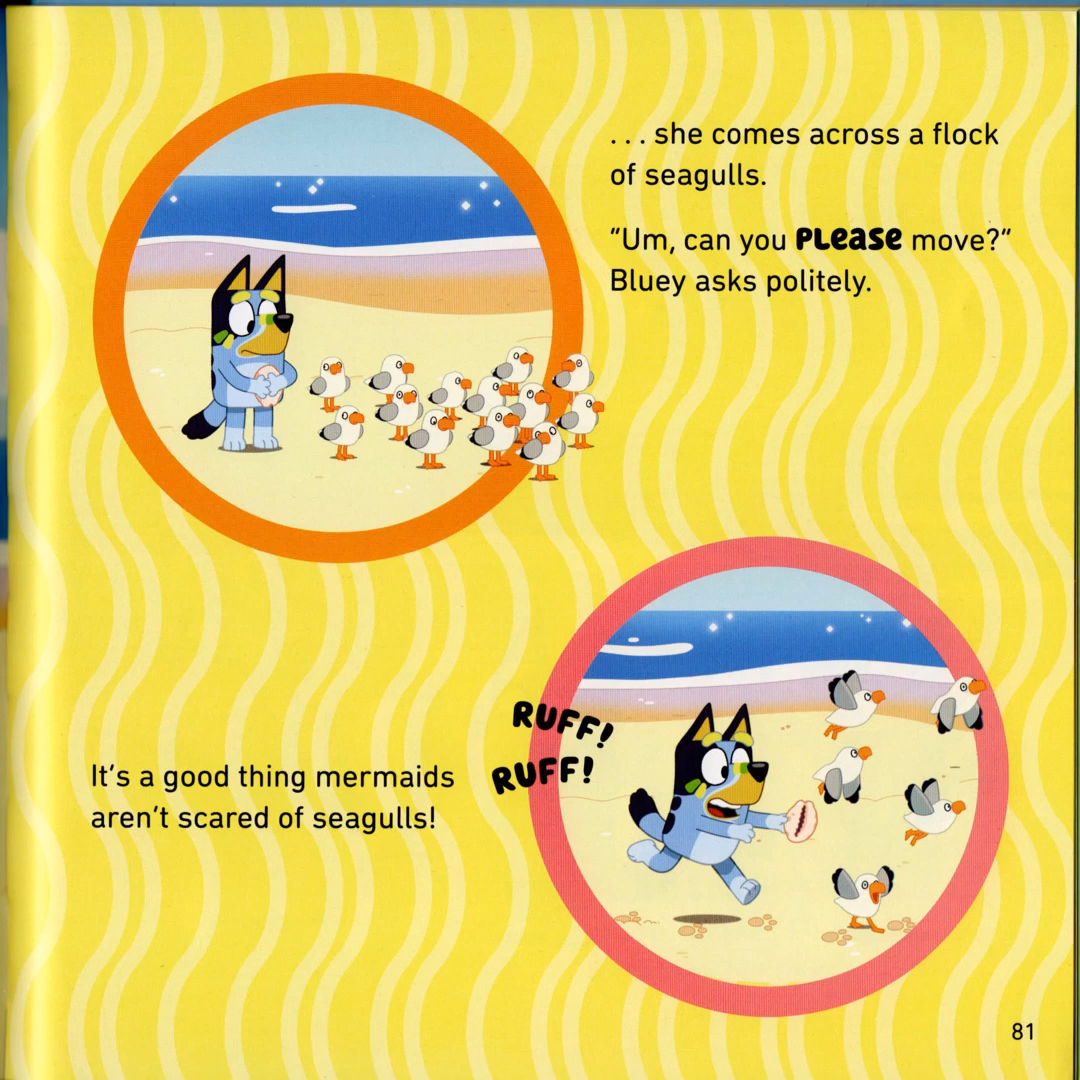 . . . she comes across a flock
of seagulls.
“Um, can you PLEASE move?”
Bluey asks politely.
RUFF!
RUFF!
It’s a good thing mermaids
aren’t scared of seagulls!
81